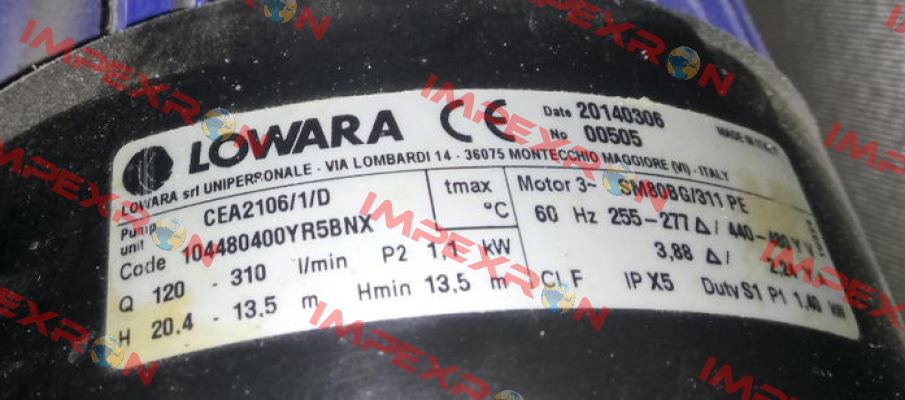 LOWARA CE Date 20140306
No 00505 MADE IN ITALY
LOWARA srl UNIPERSONALE - VIA LOMBARDI 14 - 36075 MONTECCHIO MAGGIORE (VI) - ITALY
Pump unit CEA2106/1/D
Code 104480400YR5BNX
Q 120 - 310 l/min P2 1,1 kW
H 20,4 - 13,5 m Hmin 13,5 m
tmax °C
Motor 3~ SM80BG/311 PE
60 Hz 255-277 Δ/ 440-480 Y V
3,88 Δ/
CL F IP X5 Duty S1 P1 1,40 kW
IMPEXRON